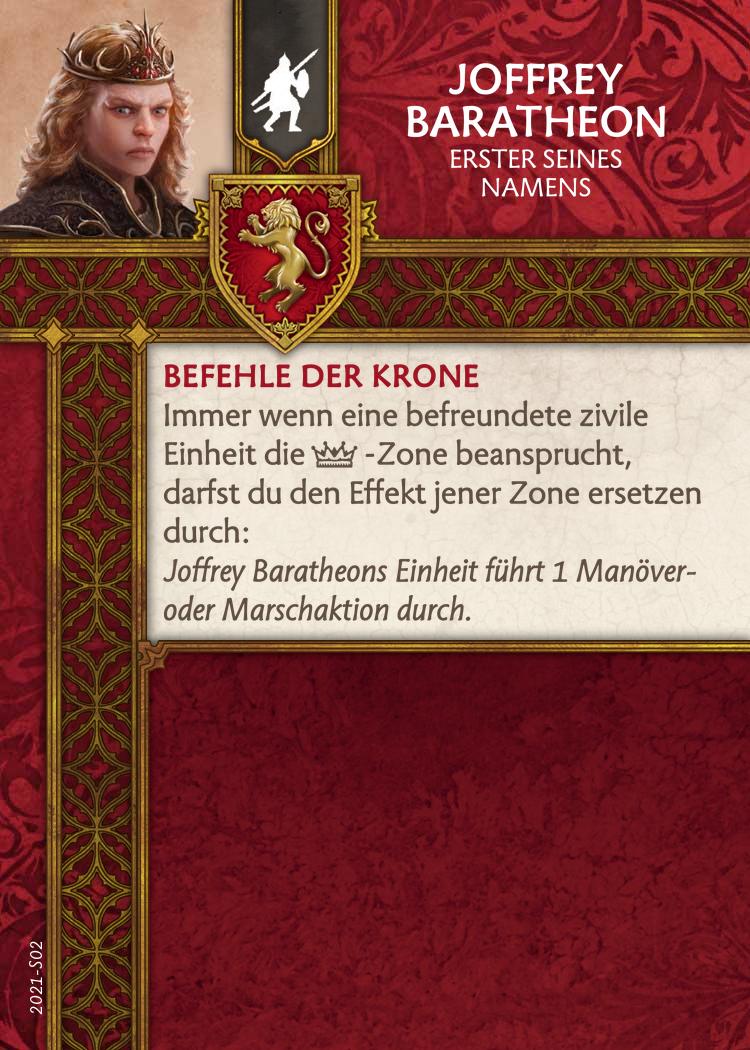 JOFFREY
BARATHEON
ERSTER SEINES
NAMENS
BEFEHLE DER KRONE
Immer wenn eine befreundete zivile
Einheit die -Zone beansprucht,
darfst du den Effekt jener Zone ersetzen
durch:
Joffrey Baratheons Einheit führt 1 Manöver-
oder Marschaktion durch.
2021-S02